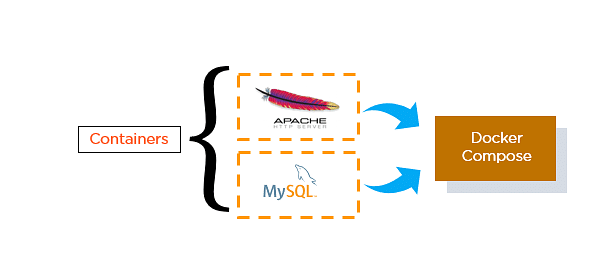 Containers
APACHE
HTTP SERVER
MySQL
Docker
Compose